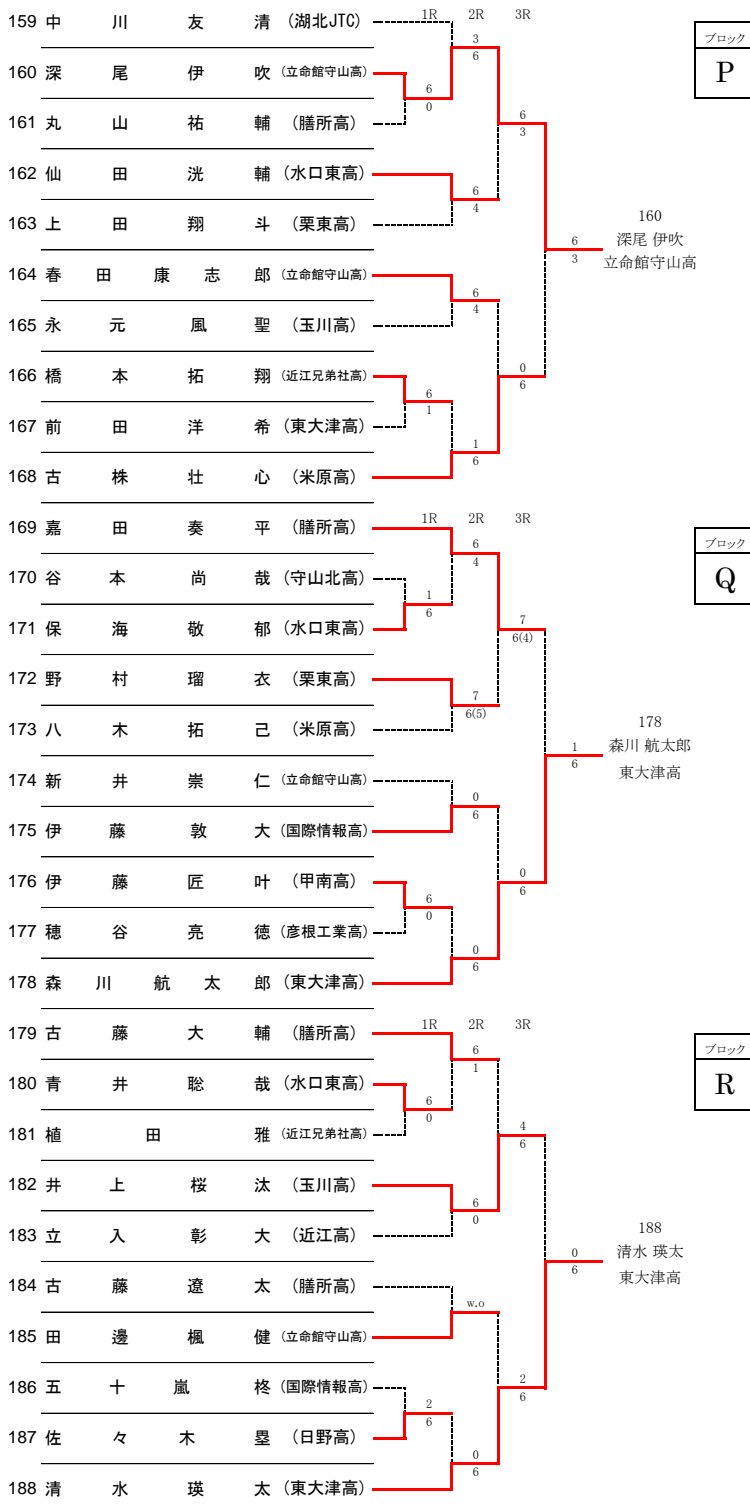 159 中川友清 (湖北JTC)
1R 2R 3R
3
6
ブロック
P
160 深尾伊吹 (立命館守山高)
6
0
161 丸山祐輔 (膳所高)
6
3
162 仙田洸輔 (水口東高)
6
4
163 上田翔斗 (栗東高)
160
深尾 伊吹
立命館守山高
6
3
164 春田康志郎 (立命館守山高)
6
4
165 永元風聖 (玉川高)
0
6
166 橋本拓翔 (近江兄弟社高)
6
1
167 前田洋希 (東大津高)
1
6
168 古株壮心 (米原高)
169 嘉田奏平 (膳所高)
1R 2R 3R
6
4
ブロック
Q
170 谷本尚哉 (守山北高)
1
6
171 保海敬郁 (水口東高)
7
6(4)
172 野村瑠衣 (栗東高)
7
6(5)
173 八木拓己 (米原高)
178
森川 航太郎
東大津高
1
6
174 新井崇仁 (立命館守山高)
0
6
175 伊藤敦大 (国際情報高)
0
6
176 伊藤匠叶 (甲南高)
6
0
177 穂谷亮徳 (彦根工業高)
0
6
178 森川航太郎 (東大津高)
179 古藤大輔 (膳所高)
1R 2R 3R
6
1
ブロック
R
180 青井聡哉 (水口東高)
6
0
181 植田雅 (近江兄弟社高)
4
6
182 井上桜汰 (玉川高)
6
0
183 立入彰大 (近江高)
188
清水 瑛太
東大津高
0
6
184 古藤遼太 (膳所高)
w.o
185 田邊楓健 (立命館守山高)
2
6
186 五十嵐柊 (国際情報高)
2
6
187 佐々木塁 (日野高)
0
6
188 清水瑛太 (東大津高)